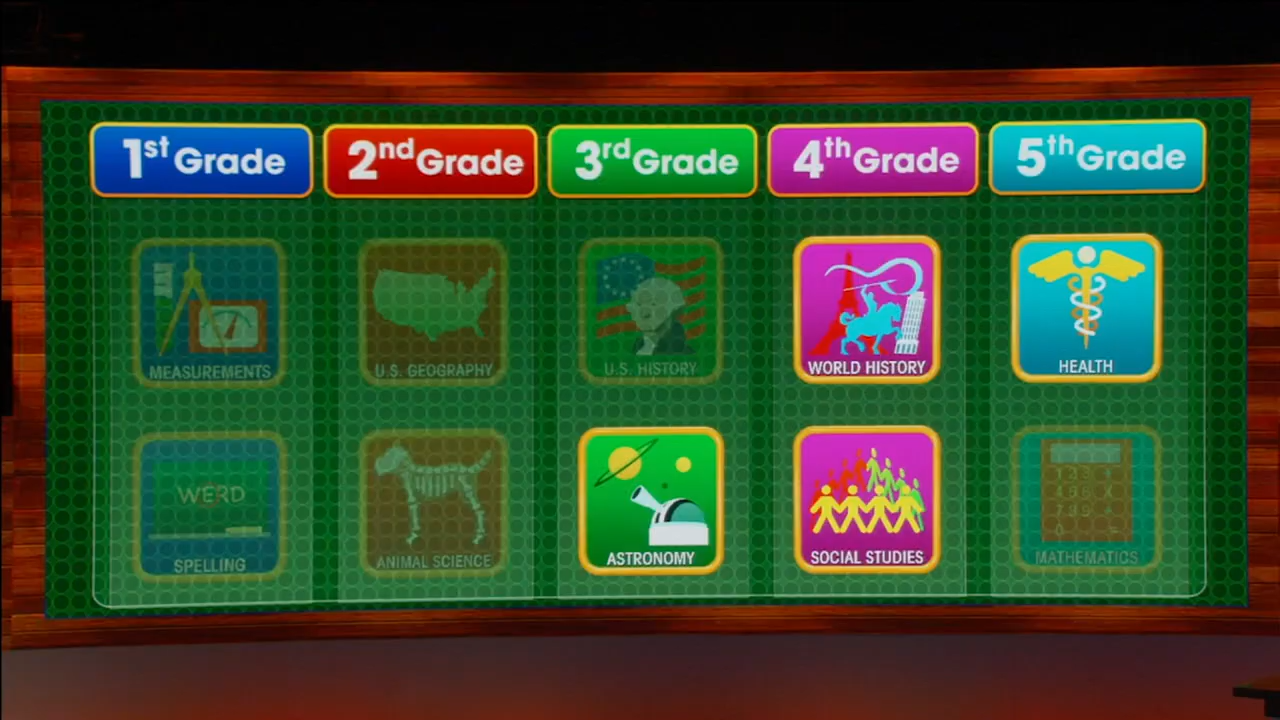 1st Grade
2nd Grade
3rd Grade
4th Grade
5th Grade
MEASUREMENTS
U.S. GEOGRAPHY
U.S. HISTORY
WORLD HISTORY
HEALTH
WERD
SPELLING
ANIMAL SCIENCE
ASTRONOMY
SOCIAL STUDIES
MATHEMATICS